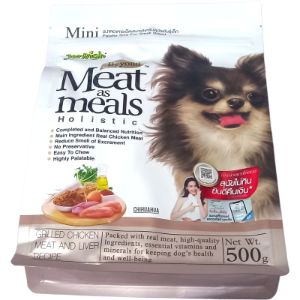 Mini
JerHigh
Meat
as
meals
Holistic
• Completed and Balanced Nutrition
• Main Ingredient Real Chicken Meat
• Reduce Smell of Excrement
• No Preservative
• Easy To Chew
• Highly Palatable
CHIHUAHUA
GRILLED CHICKEN
MEAT AND LIVER
RECIPE
Packed with real meat, high-quality
ingredients, essential vitamins and
minerals for keeping dog's health
and well-being
Net Wt.
500g